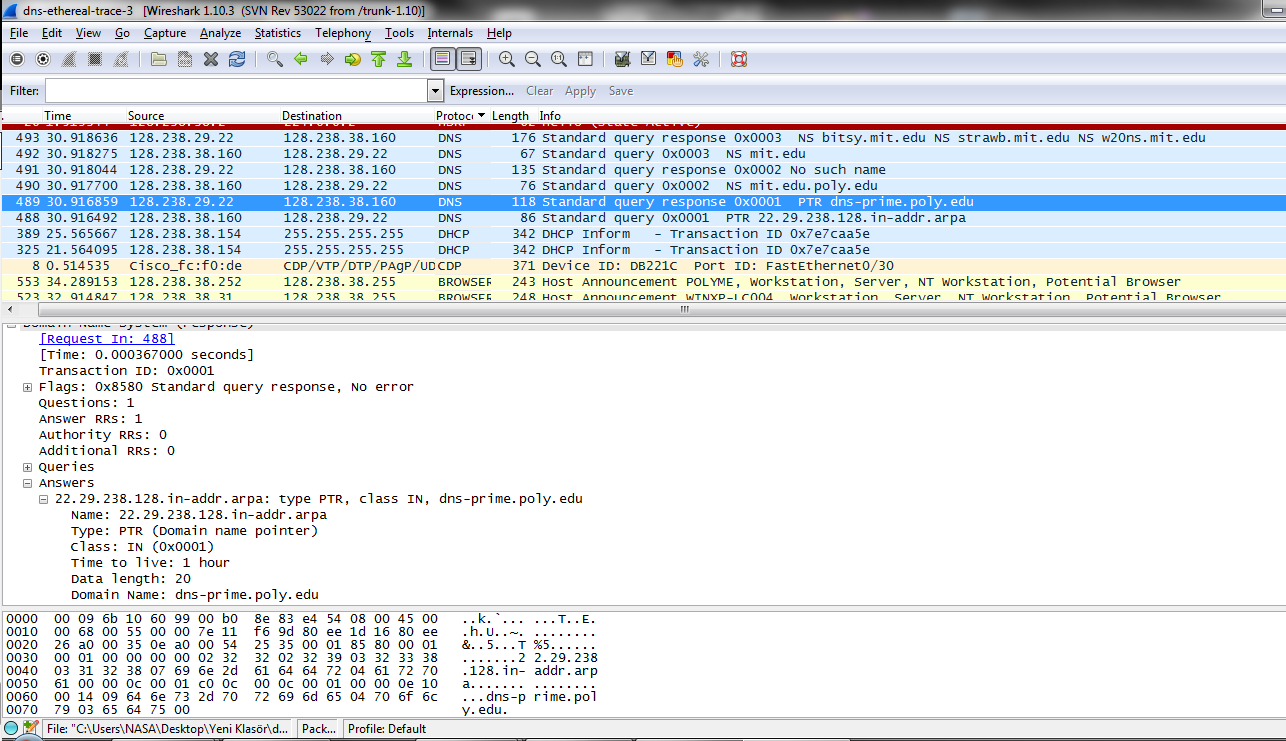 dns-ethereal-trace-3 [Wireshark 1.10.3 (SVN Rev 53022 from /trunk-1.10)]
File Edit View Go Capture Analyze Statistics Telephony Tools Internals Help
Filter: Expression... Clear Apply Save
Time Source Destination Protoc Length Info
493 30.918636 128.238.29.22 128.238.38.160 DNS 176 Standard query response 0x0003 NS bitsy.mit.edu NS strawb.mit.edu NS w20ns.mit.edu
492 30.918275 128.238.38.160 128.238.29.22 DNS 67 Standard query 0x0003 NS mit.edu
491 30.918044 128.238.29.22 128.238.38.160 DNS 135 Standard query response 0x0002 No such name
490 30.917700 128.238.38.160 128.238.29.22 DNS 76 Standard query 0x0002 NS mit.edu.poly.edu
489 30.916859 128.238.29.22 128.238.38.160 DNS 118 Standard query response 0x0001 PTR dns-prime.poly.edu
488 30.916492 128.238.38.160 128.238.29.22 DNS 86 Standard query 0x0001 PTR 22.29.238.128.in-addr.arpa
389 25.565667 128.238.38.154 255.255.255.255 DHCP 342 DHCP Inform - Transaction ID 0x7e7caa5e
325 21.564095 128.238.38.154 255.255.255.255 DHCP 342 DHCP Inform - Transaction ID 0x7e7caa5e
8 0.514535 Cisco_fc:f0:de CDP/VTP/DTP/PAgP/UD CDP 371 Device ID: DB221C Port ID: FastEthernet0/30
553 34.289153 128.238.38.252 128.238.38.255 BROWSER 243 Host Announcement POLYME, Workstation, Server, NT Workstation, Potential Browser
523 32.914847 128.238.38.31 128.238.38.255 BROWSER 248 Host Announcement WINXP-LC004, Workstation, Server, NT Workstation, Potential Browser
Domain Name System (response)
[Request In: 488]
[Time: 0.000367000 seconds]
Transaction ID: 0x0001
Flags: 0x8580 Standard query response, No error
Questions: 1
Answer RRs: 1
Authority RRs: 0
Additional RRs: 0
Queries
Answers
22.29.238.128.in-addr.arpa: type PTR, class IN, dns-prime.poly.edu
Name: 22.29.238.128.in-addr.arpa
Type: PTR (Domain name pointer)
Class: IN (0x0001)
Time to live: 1 hour
Data length: 20
Domain Name: dns-prime.poly.edu
0000 00 09 6b 10 60 99 00 b0 8e 83 e4 54 08 00 45 00 ..k.`... ...T..E.
0010 00 68 00 55 00 00 7e 11 f6 9d 80 ee 1d 16 80 ee .h.U..~. ........
0020 26 a0 00 35 0e a0 00 54 25 35 00 01 85 80 00 01 &..5...T %5......
0030 00 01 00 00 00 00 02 32 32 02 32 39 03 32 33 38 .......2 2.29.238
0040 03 31 32 38 07 69 6e 2d 61 64 64 72 04 61 72 70 .128.in- addr.arp
0050 61 00 00 0c 00 01 c0 0c 00 0c 00 01 00 00 0e 10 a....... ........
0060 00 14 09 64 6e 73 2d 70 72 69 6d 65 04 70 6f 6c ...dns-p rime.pol
0070 79 03 65 64 75 00 y.edu.
File: "C:\Users\NASA\Desktop\Yeni Klasör\d... Pack... Profile: Default